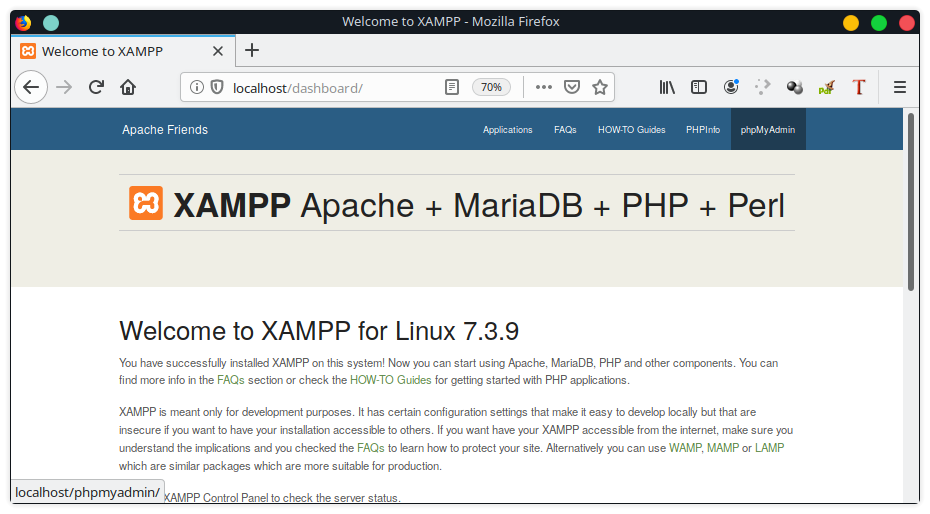 Welcome to XAMPP - Mozilla Firefox
Welcome to XAMPP
localhost/dashboard/
70%
Apache Friends
Applications
FAQs
HOW-TO Guides
PHPInfo
phpMyAdmin
XAMPP Apache + MariaDB + PHP + Perl
Welcome to XAMPP for Linux 7.3.9
You have successfully installed XAMPP on this system! Now you can start using Apache, MariaDB, PHP and other components. You can
find more info in the FAQs section or check the HOW-TO Guides for getting started with PHP applications.
XAMPP is meant only for development purposes. It has certain configuration settings that make it easy to develop locally but that are
insecure if you want to have your installation accessible to others. If you want have your XAMPP accessible from the internet, make sure you
understand the implications and you checked the FAQs to learn how to protect your site. Alternatively you can use WAMP, MAMP or LAMP
which are similar packages which are more suitable for production.
XAMPP Control Panel to check the server status.
localhost/phpmyadmin/